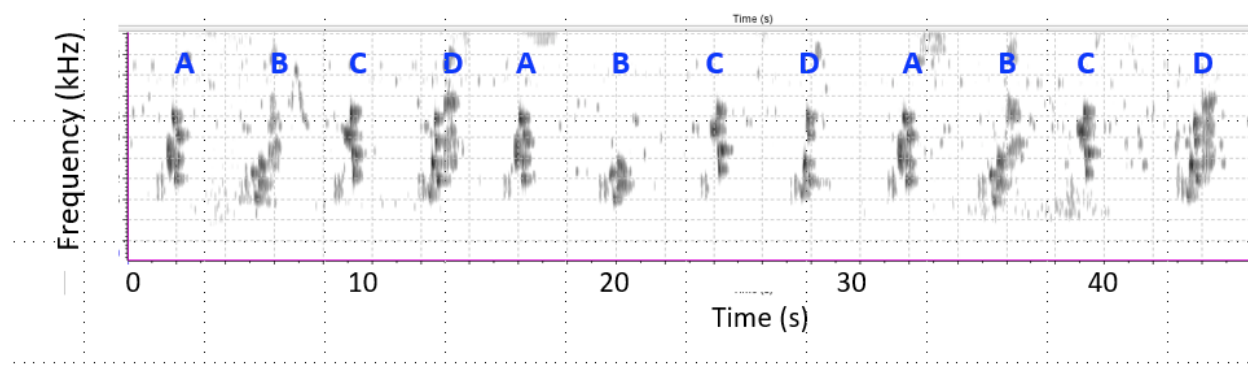 Time (s)
Frequency (kHz)
A B C D A B C D A B C D
0 10 20 30 40
Time (s)